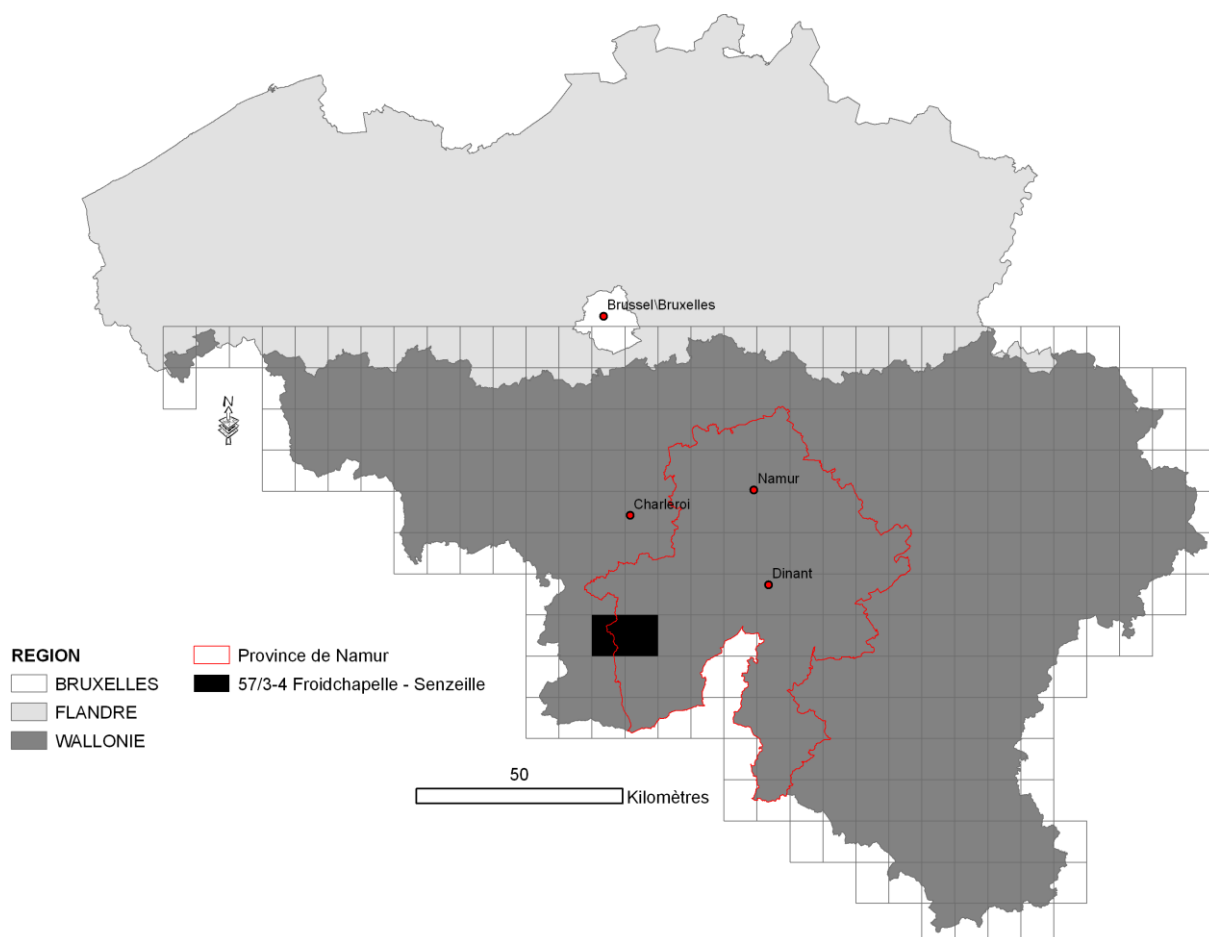 Brussel\Bruxelles
N
Namur
Charleroi
Dinant
REGION
BRUXELLES
FLANDRE
WALLONIE
Province de Namur
57/3-4 Froidchapelle - Senzeille
50
Kilomètres